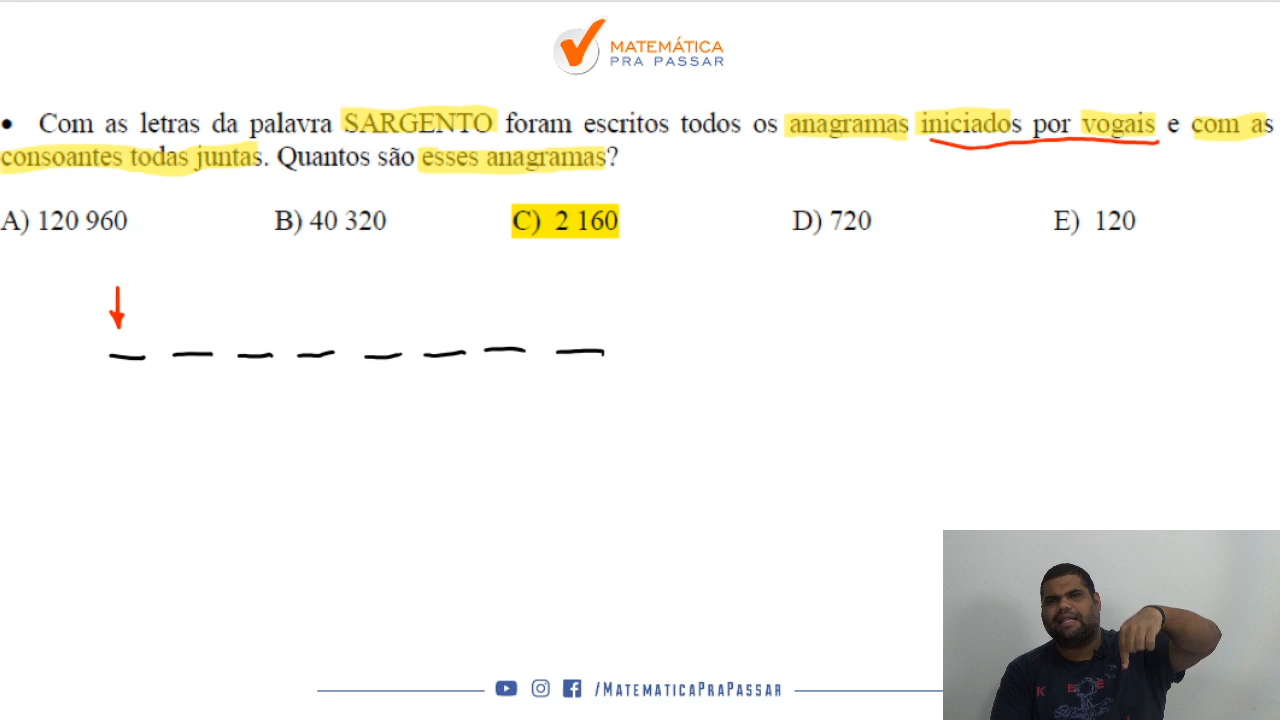 MATEMÁTICA
PRA PASSAR
• Com as letras da palavra SARGENTO foram escritos todos os anagramas iniciados por vogais e com as
consoantes todas juntas. Quantos são esses anagramas?
A) 120 960 B) 40 320 C) 2 160 D) 720 E) 120
/MATEMATICAPRAPASSAR